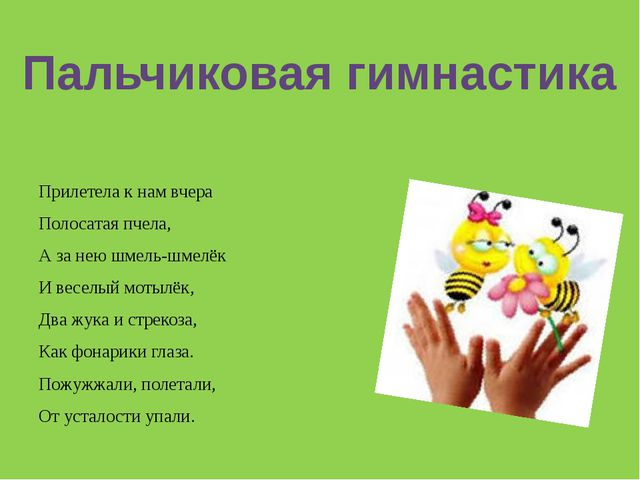 Пальчиковая гимнастика
Прилетела к нам вчера
Полосатая пчела,
А за нею шмель-шмелёк
И веселый мотылёк,
Два жука и стрекоза,
Как фонарики глаза.
Пожужжали, полетали,
От усталости упали.